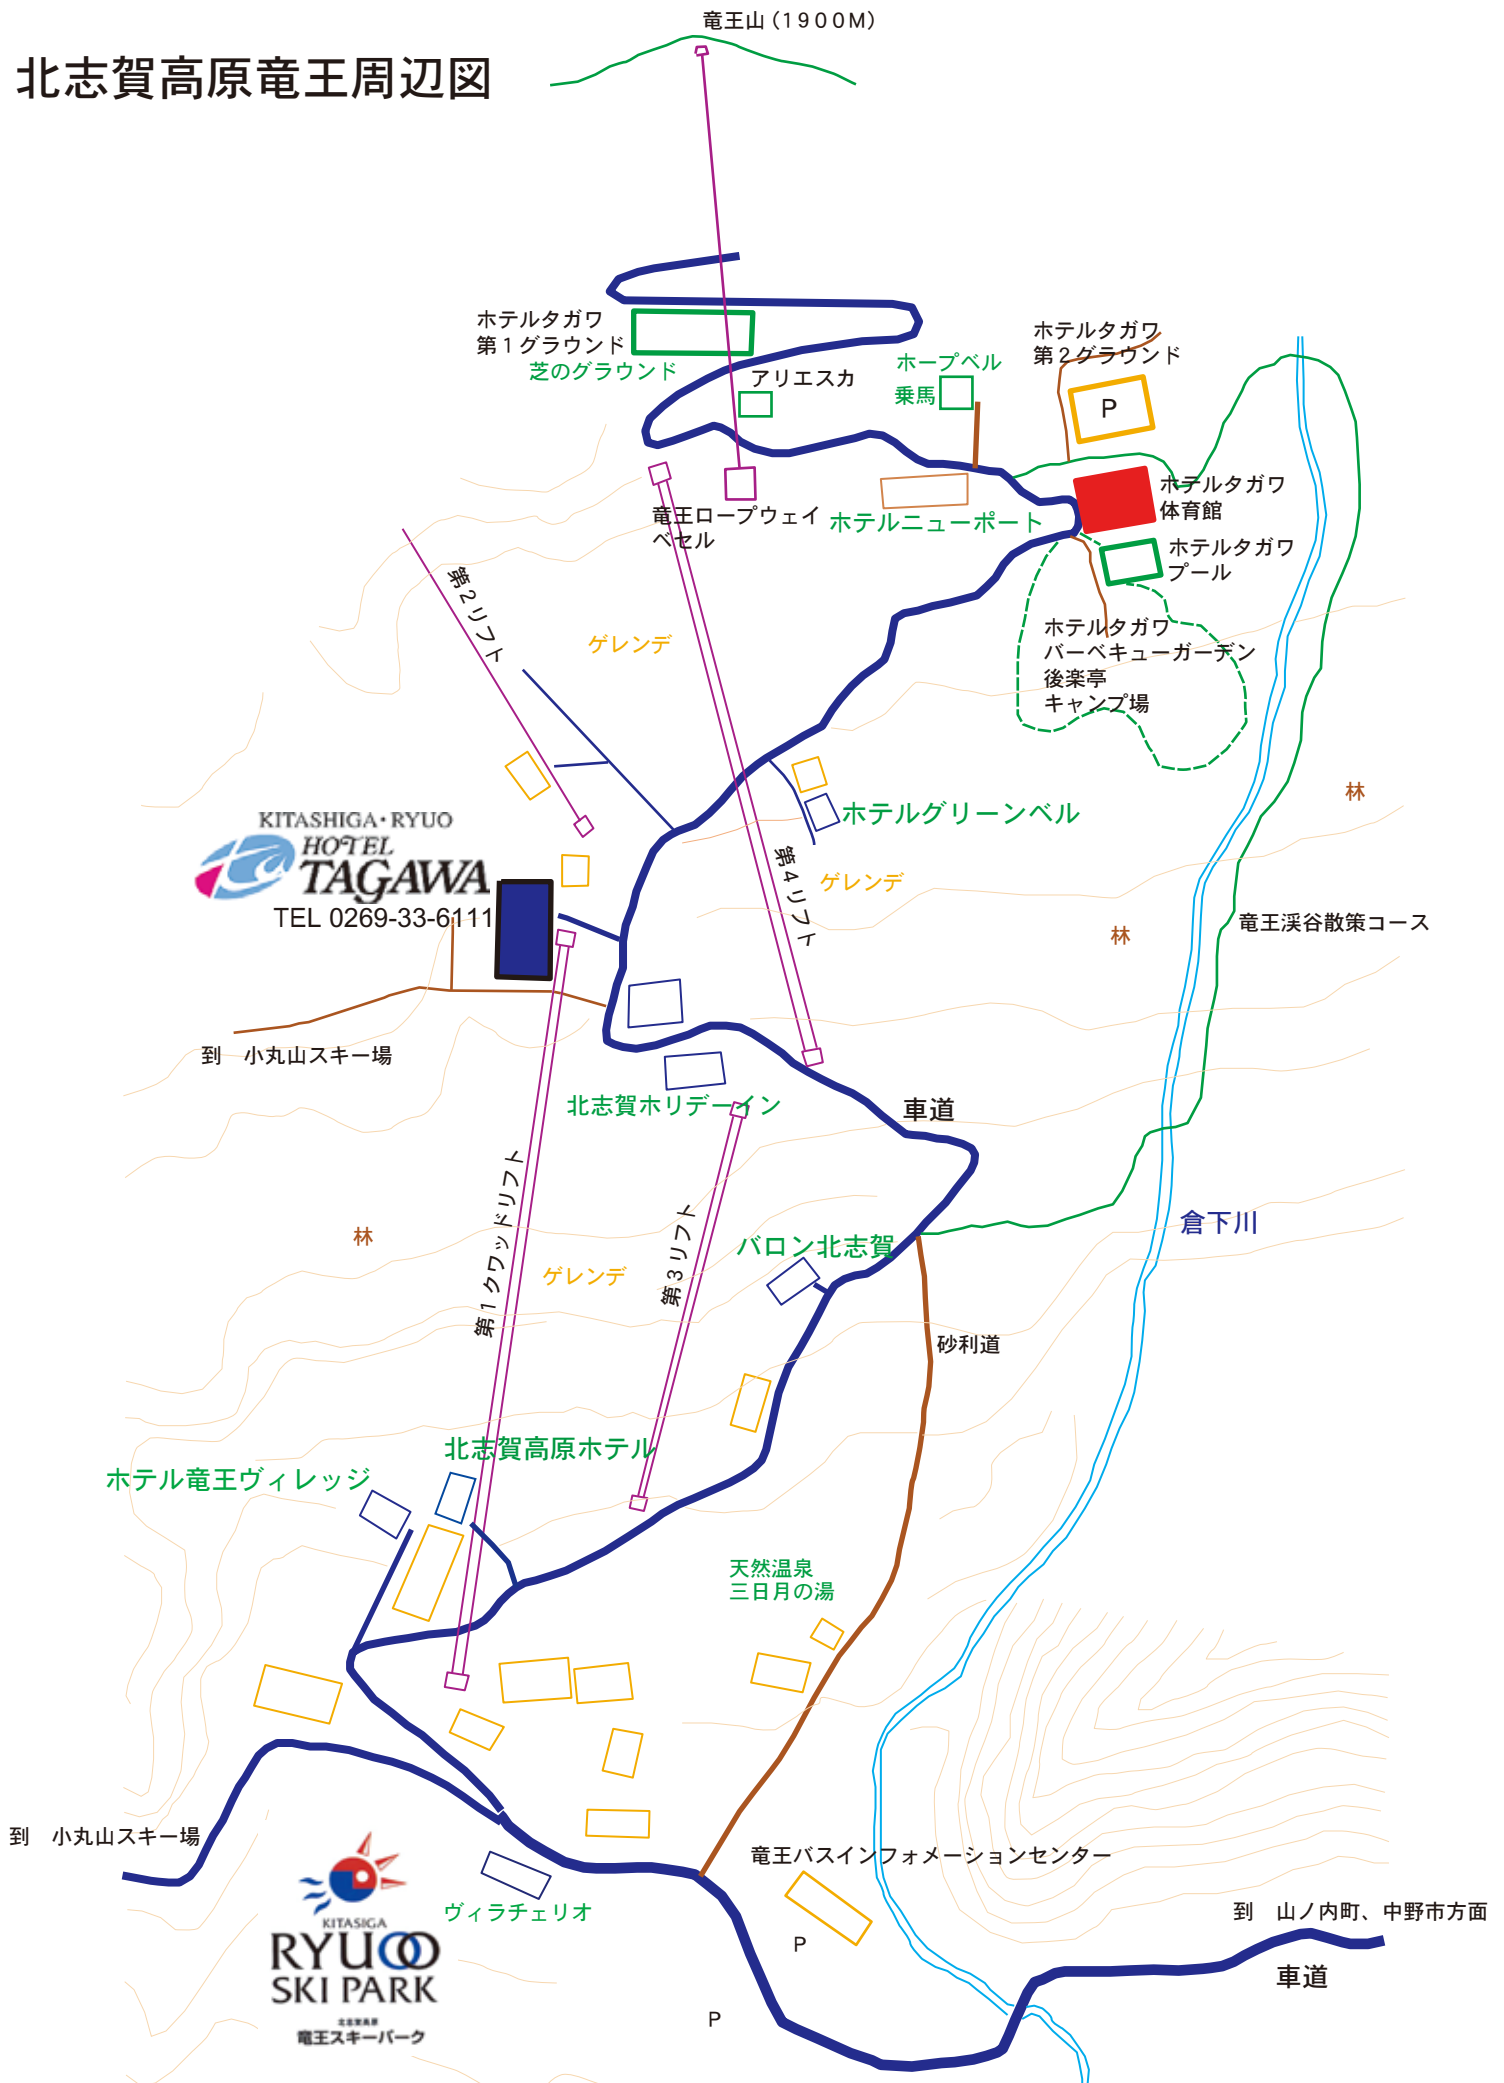 竜王山(1900M)
北志賀高原竜王周辺図
ホテルタガワ
第1グラウンド
芝のグラウンド
アリエスカ
ホープベル
乗馬
ホテルタガワ
第2グラウンド
P
ホテルタガワ
体育館
竜王ロープウェイ
ベセル
ホテルニューポート
ホテルタガワ
プール
第2リフト
ゲレンデ
ホテルタガワ
バーベキューガーデン
後楽亭
キャンプ場
林
KITASHIGA・RYUO
HOTEL
TAGAWA
TEL 0269-33-6111
ホテルグリーンベル
第4リフト
ゲレンデ
林
竜王渓谷散策コース
到 小丸山スキー場
北志賀ホリデーイン
車道
林
第1クワッドリフト
ゲレンデ
第3リフト
バロン北志賀
倉下川
砂利道
北志賀高原ホテル
ホテル竜王ヴィレッジ
天然温泉
三日月の湯
到 小丸山スキー場
竜王バスインフォメーションセンター
ヴィラチェリオ
KITASIGA
RYUOO
SKI PARK
北志賀高原
竜王スキーパーク
P
P
到 山ノ内町、中野市方面
車道